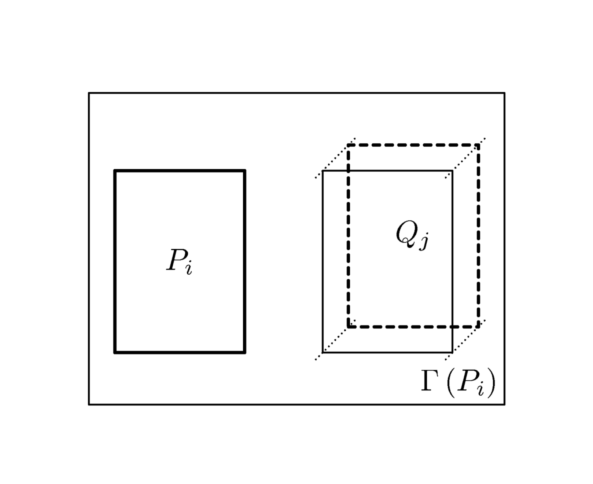 Q_j
P_i
Γ (P_i)